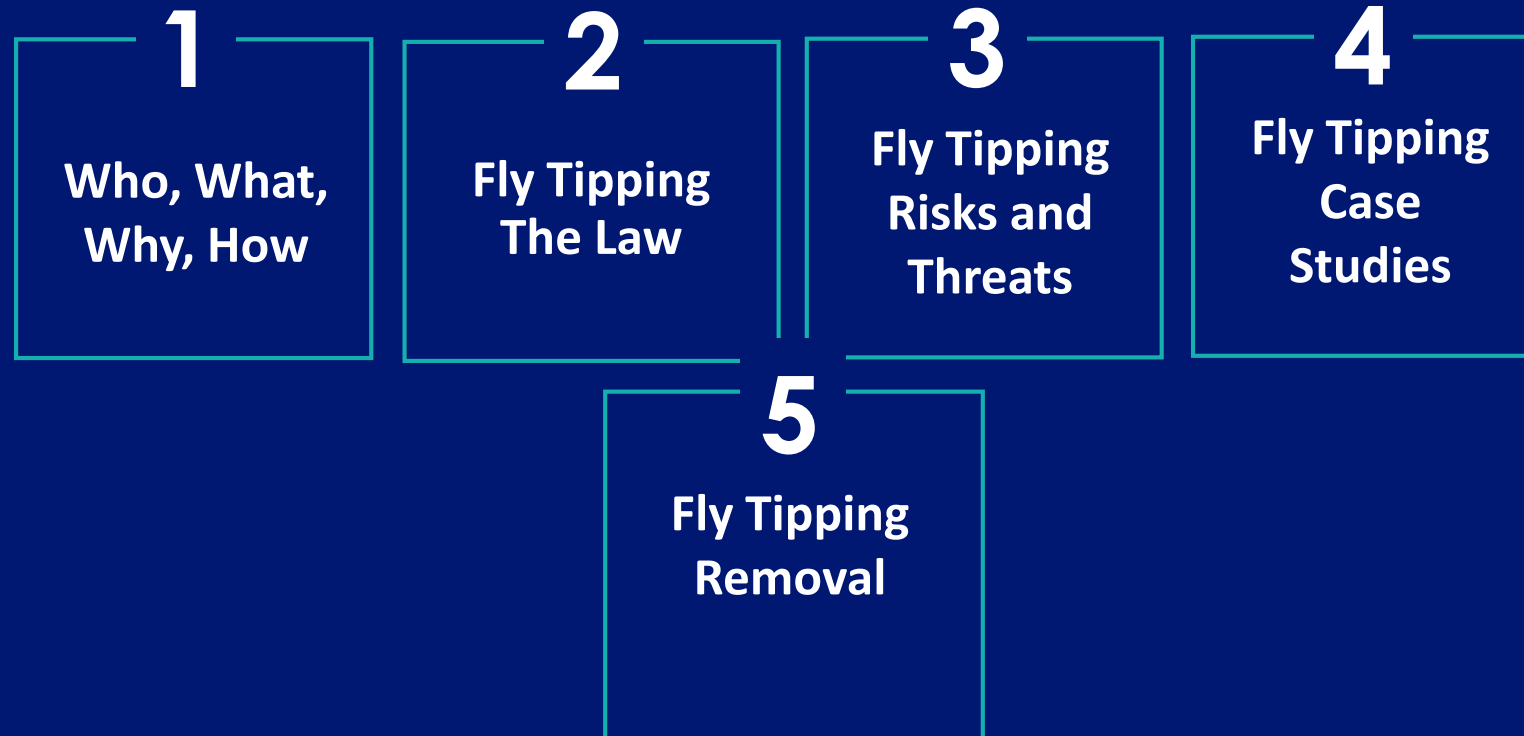 1
Who, What,
Why, How
2
Fly Tipping
The Law
3
Fly Tipping
Risks and
Threats
4
Fly Tipping
Case
Studies
5
Fly Tipping
Removal